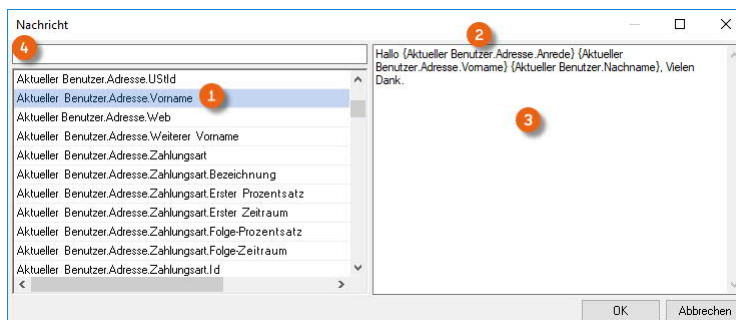 Nachricht
4
2
Aktueller Benutzer.Adresse.UStId
Aktueller Benutzer.Adresse.Vorname 1
Aktueller Benutzer.Adresse.Web
Aktueller Benutzer.Adresse.Weiterer Vorname
Aktueller Benutzer.Adresse.Zahlungsart
Aktueller Benutzer.Adresse.Zahlungsart.Bezeichnung
Aktueller Benutzer.Adresse.Zahlungsart.Erster Prozentsatz
Aktueller Benutzer.Adresse.Zahlungsart.Erster Zeitraum
Aktueller Benutzer.Adresse.Zahlungsart.Folge-Prozentsatz
Aktueller Benutzer.Adresse.Zahlungsart.Folge-Zeitraum
Aktueller Benutzer.Adresse.Zahlungsart.Id
Hallo {Aktueller Benutzer.Adresse.Anrede} {Aktueller
Benutzer.Adresse.Vorname} {Aktueller Benutzer.Nachname}, Vielen
Dank.
3
OK
Abbrechen